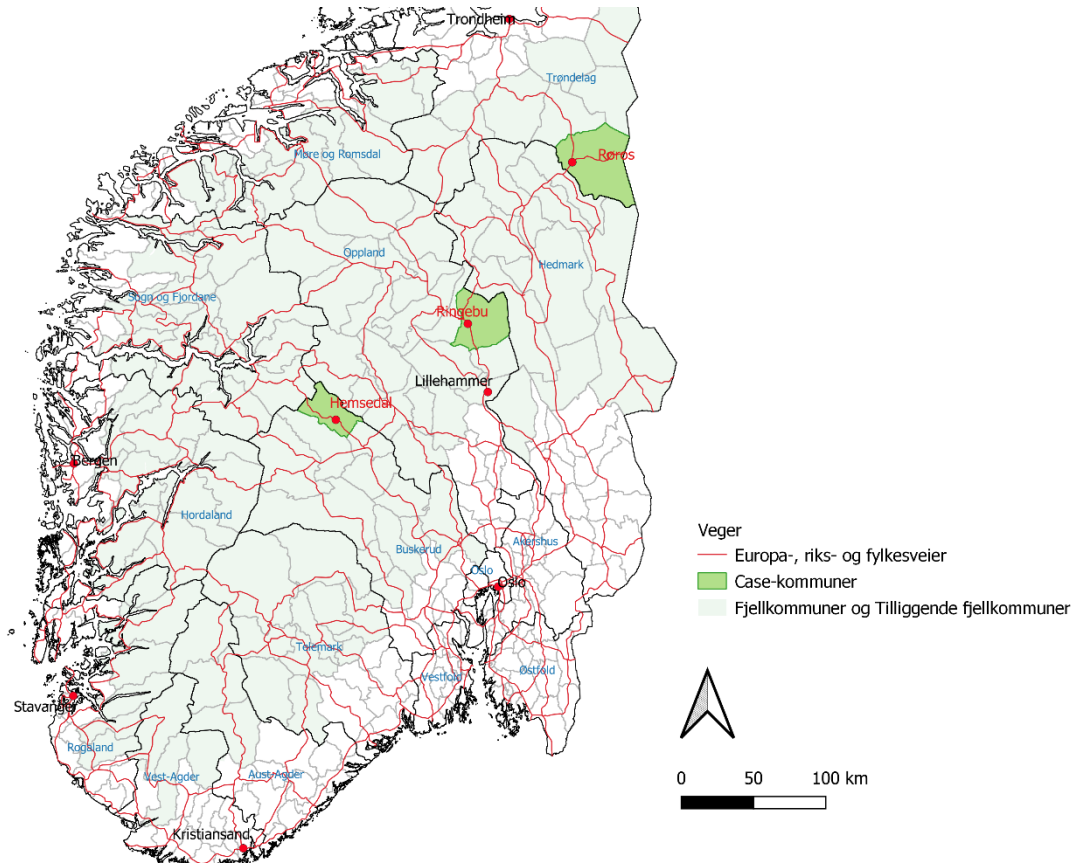 Trondheim
Trøndelag
Røros
Møre og Romsdal
Oppland
Hedmark
Sogn og Fjordane
Ringebu
Lillehammer
Hemsedal
Bergen
Hordaland
Buskerud
Akershus
Oslo
Oslo
Telemark
Vestfold
Østfold
Stavanger
Rogaland
Vest-Agder
Aust-Agder
Kristiansand
Veger
Europa-, riks- og fylkesveier
Case-kommuner
Fjellkommuner og Tilliggende fjellkommuner
0 50 100 km